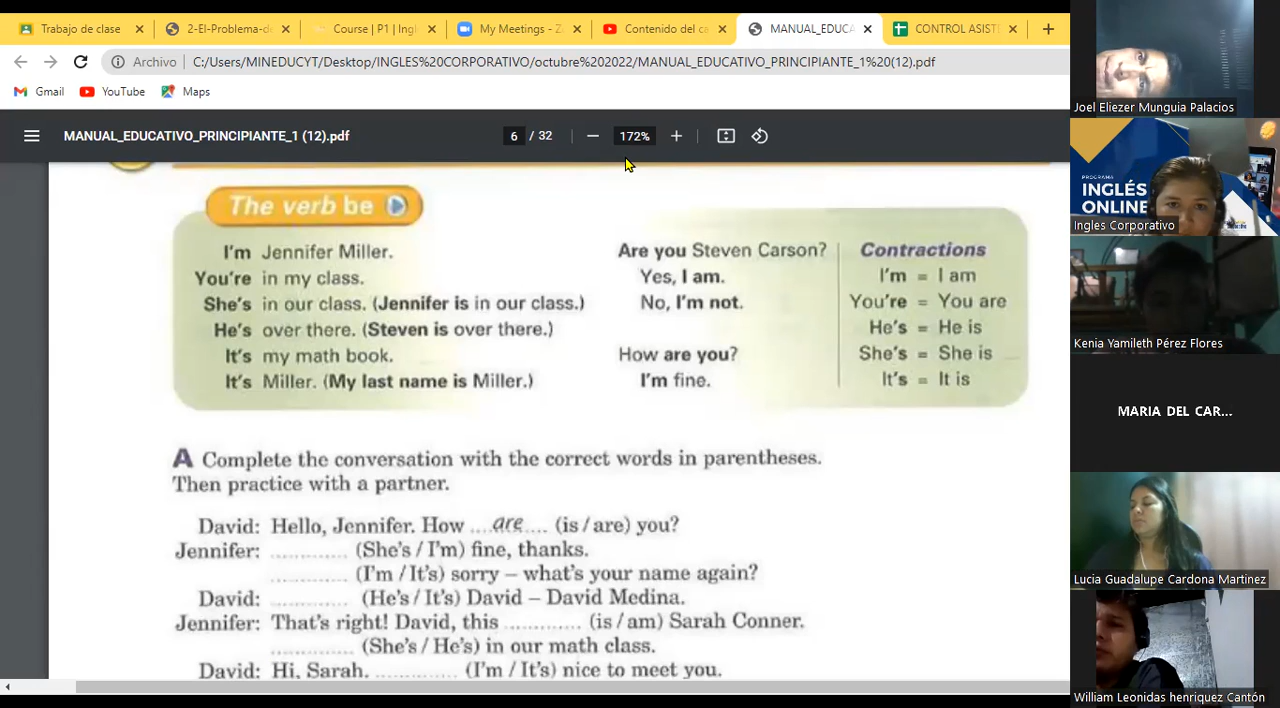 Trabajo de clase
2-El-Problema-d
Course | P1 | Ingl
My Meetings - Z
Contenido del ca
MANUAL_EDUCA
CONTROL ASIST
Archivo
C:/Users/MINEDUCYT/Desktop/INGLES%20CORPORATIVO%20Octubre%202022/MANUAL_EDUCATIVO_PRINCIPIANTE_1%20(12).pdf
Gmail
YouTube
Maps
MANUAL_EDUCATIVO_PRINCIPIANTE_1 (12).pdf
6 / 32
172%
The verb be
I'm Jennifer Miller.
You're in my class.
She's in our class. (Jennifer is in our class.)
He's over there. (Steven is over there.)
It's my math book.
It's Miller. (My last name is Miller.)
Are you Steven Carson?
Yes, I am.
No, I'm not.
How are you?
I'm fine.
Contractions
I'm = I am
You're = You are
He's = He is
She's = She is
It's = It is
A Complete the conversation with the correct words in parentheses.
Then practice with a partner.
David: Hello, Jennifer. How ....are.... (is / are) you?
Jennifer: ............ (She's / I'm) fine, thanks.
............ (I'm / It's) sorry – what's your name again?
David: ............ (He's / It's) David – David Medina.
Jennifer: That's right! David, this ............ (is / am) Sarah Conner.
............ (She's / He's) in our math class.
David: Hi, Sarah. ............ (I'm / It's) nice to meet you.
Joel Eliezer Munguia Palacios
PROGRAMA
INGLÉS
ONLINE
Ingles Corporativo
Kenia Yamileth Pérez Flores
MARIA DEL CAR...
Lucia Guadalupe Cardona Martinez
William Leonidas henriquez Cantón